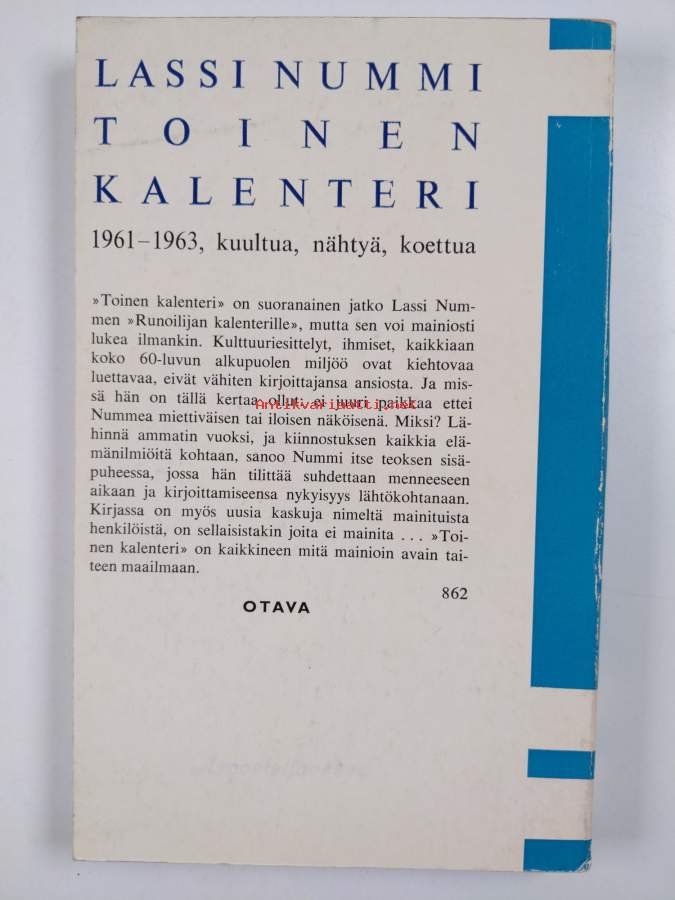 LASSI NUMMI
TOINEN
KALENTERI
1961–1963, kuultua, nähtyä, koettua
»Toinen kalenteri» on suoranainen jatko Lassi Num-
men »Runoilijan kalenterille», mutta sen voi mainiosti
lukea ilmankin. Kulttuuriesittelyt, ihmiset, kaikkiaan
koko 60-luvun alkupuolen miljöö ovat kiehtovaa
luettavaa, eivät vähiten kirjoittajansa ansiosta. Ja mis-
sä hän on tällä kertaa ollut: ei juuri paikkaa ettei
Antikvariaatti.net
Nummea miettiväisen tai iloisen näköisenä. Miksi? Lä-
hinnä ammatin vuoksi, ja kiinnostuksen kaikkia elä-
mänilmiöitä kohtaan, sanoo Nummi itse teoksen sisä-
puheessa, jossa hän tilittää suhdettaan menneeseen
aikaan ja kirjoittamiseensa nykyisyys lähtökohtanaan.
Kirjassa on myös uusia kaskuja nimeltä mainituista
henkilöistä, on sellaisistakin joita ei mainita ... »Toi-
nen kalenteri» on kaikkineen mitä mainioin avain tai-
teen maailmaan.
862
OTAVA